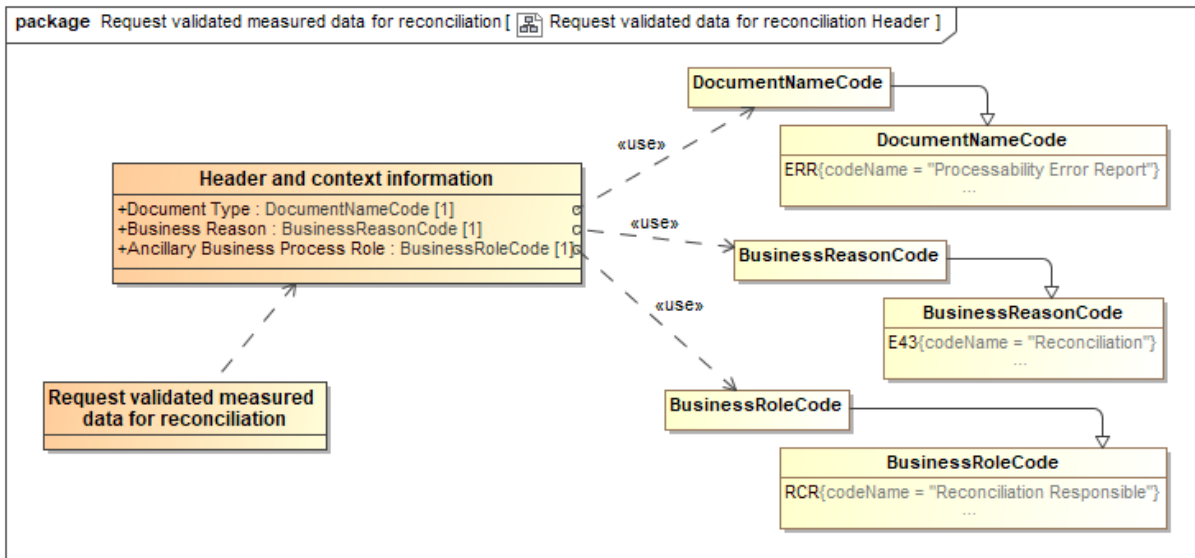 package Request validated measured data for reconciliation [ Request validated data for reconciliation Header ]
DocumentNameCode
DocumentNameCode
ERR{codeName = "Processability Error Report"}
...
«use»
Header and context information
+Document Type : DocumentNameCode [1]
+Business Reason : BusinessReasonCode [1]
+Ancillary Business Process Role : BusinessRoleCode [1]
«use»
BusinessReasonCode
BusinessReasonCode
E43{codeName = "Reconciliation"}
...
«use»
Request validated measured
data for reconciliation
BusinessRoleCode
BusinessRoleCode
RCR{codeName = "Reconciliation Responsible"}
...